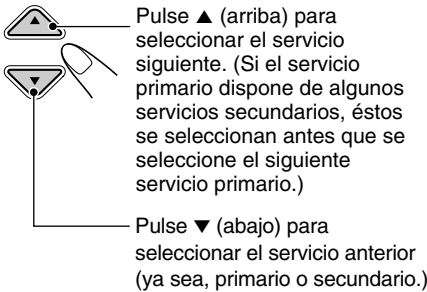 Pulse ▲ (arriba) para
seleccionar el servicio
siguiente. (Si el servicio
primario dispone de algunos
servicios secundarios, éstos
se seleccionan antes que se
seleccione el siguiente
servicio primario.)
Pulse ▼ (abajo) para
seleccionar el servicio anterior
(ya sea, primario o secundario.)